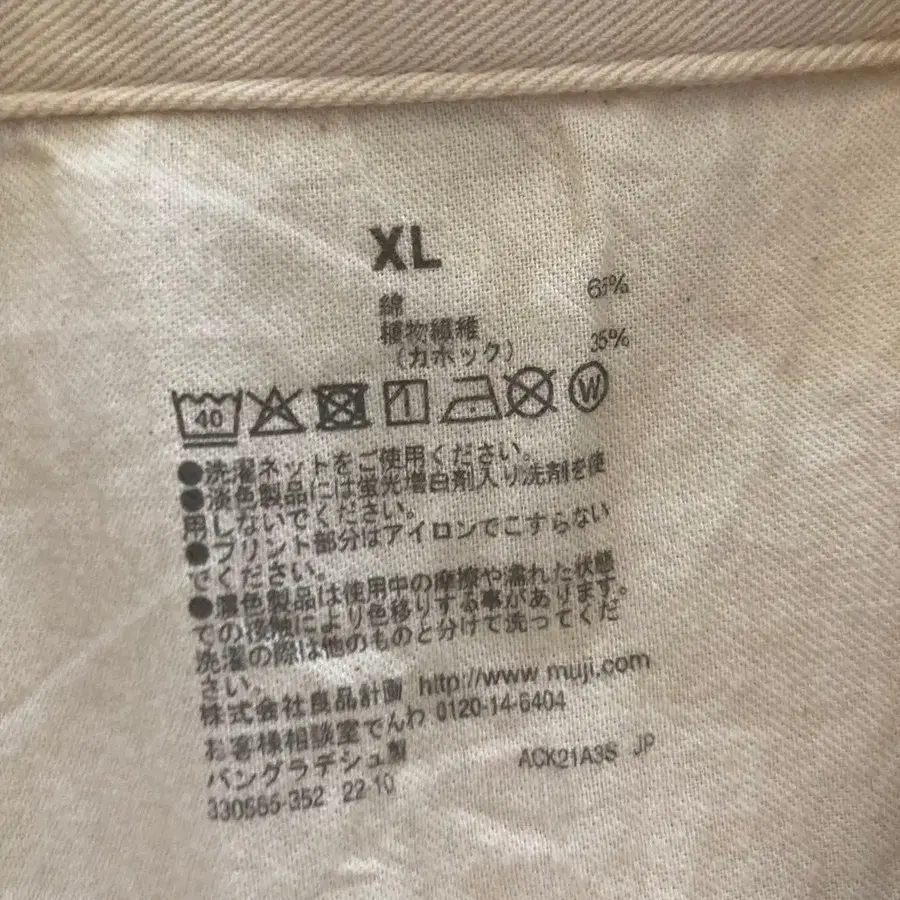 XL
綿 65%
植物繊維
(カポック) 35%
40 W
●洗濯ネットをご使用ください。
●淡色製品には蛍光増白剤入り洗剤を使
用しないでください。
●プリント部分はアイロンでこすらない
でください。
●濃色製品は使用中の摩擦や濡れた状態
での接触により色移りする事があります。
洗濯の際は他のものと分けて洗ってくだ
さい。
株式会社良品計画 http://www.muji.com
お客様相談室でんわ 0120-14-6404
バングラデシュ製 ACK21A3S JP
22-10